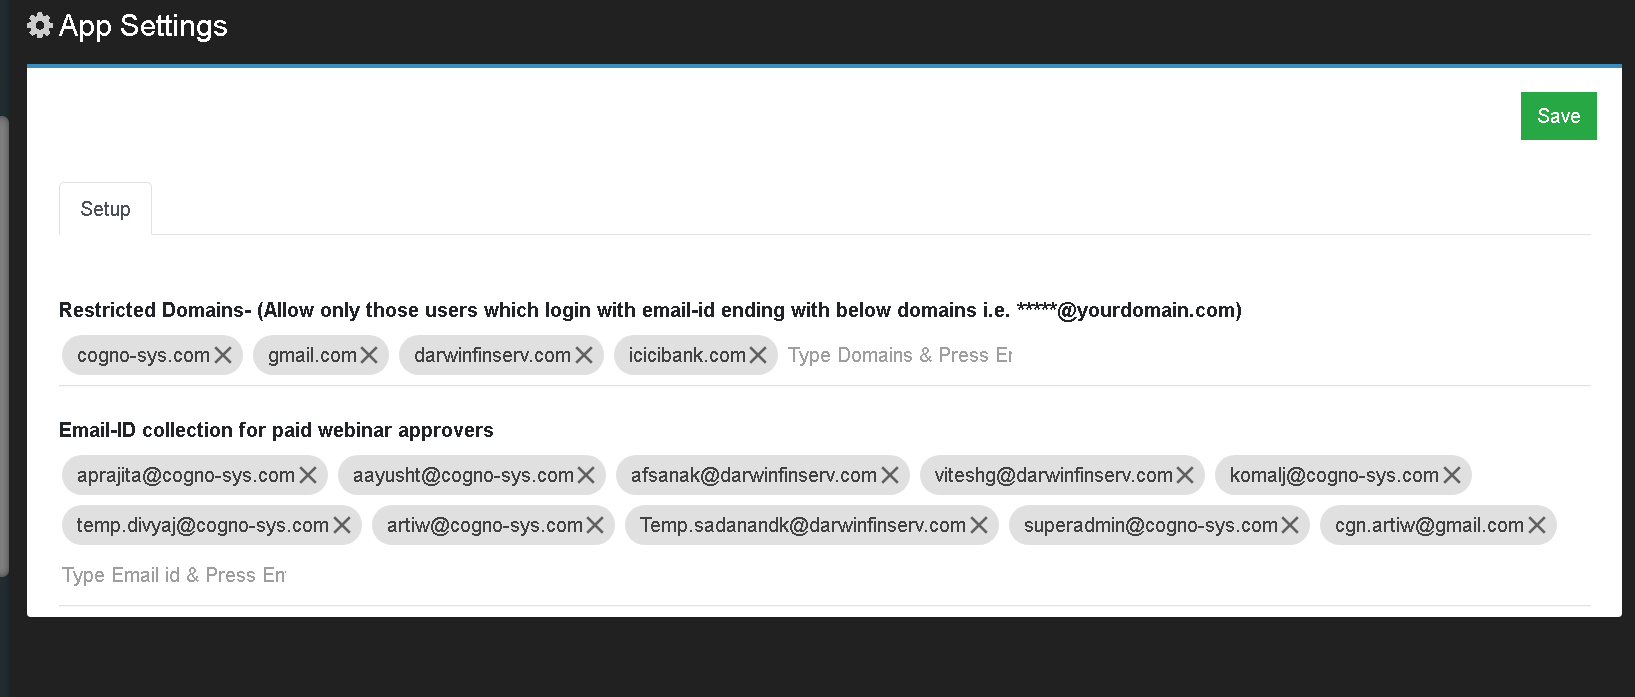 App Settings
Save
Setup
Restricted Domains- (Allow only those users which login with email-id ending with below domains i.e. *****@yourdomain.com)
cogno-sys.com gmail.com darwinfinserv.com icicibank.com Type Domains & Press Er
Email-ID collection for paid webinar approvers
aprajita@cogno-sys.com aayusht@cogno-sys.com afsanak@darwinfinserv.com viteshg@darwinfinserv.com komalj@cogno-sys.com
temp.divyaj@cogno-sys.com artiw@cogno-sys.com Temp.sadanandk@darwinfinserv.com superadmin@cogno-sys.com cgn.artiw@gmail.com
Type Email id & Press En